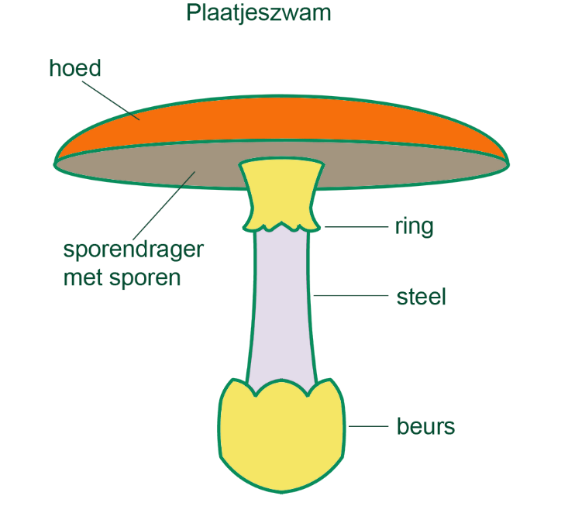 Plaatjeszwam
hoed
sporendrager
met sporen
ring
steel
beurs